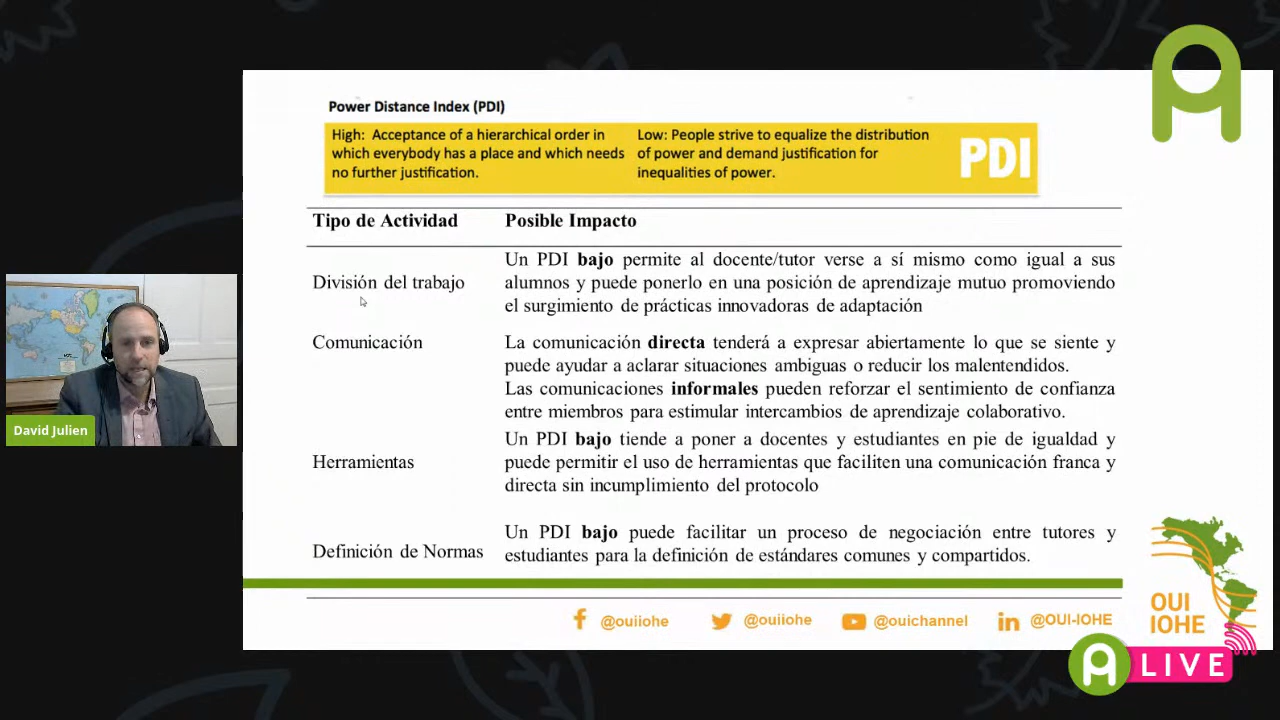 Power Distance Index (PDI)
High: Acceptance of a hierarchical order in
which everybody has a place and which needs
no further justification.
Low: People strive to equalize the distribution
of power and demand justification for
inequalities of power.
PDI
Tipo de Actividad
Posible Impacto
División del trabajo
Un PDI bajo permite al docente/tutor verse a sí mismo como igual a sus
alumnos y puede ponerlo en una posición de aprendizaje mutuo promoviendo
el surgimiento de prácticas innovadoras de adaptación
Comunicación
La comunicación directa tenderá a expresar abiertamente lo que se siente y
puede ayudar a aclarar situaciones ambiguas o reducir los malentendidos.
Las comunicaciones informales pueden reforzar el sentimiento de confianza
entre miembros para estimular intercambios de aprendizaje colaborativo.
Herramientas
Un PDI bajo tiende a poner a docentes y estudiantes en pie de igualdad y
puede permitir el uso de herramientas que faciliten una comunicación franca y
directa sin incumplimiento del protocolo
Definición de Normas
Un PDI bajo puede facilitar un proceso de negociación entre tutores y
estudiantes para la definición de estándares comunes y compartidos.
David Julien
@ouiiohe
@ouiiohe
@ouichannel
@OUI-IOHE
OUI
IOHE
LIVE